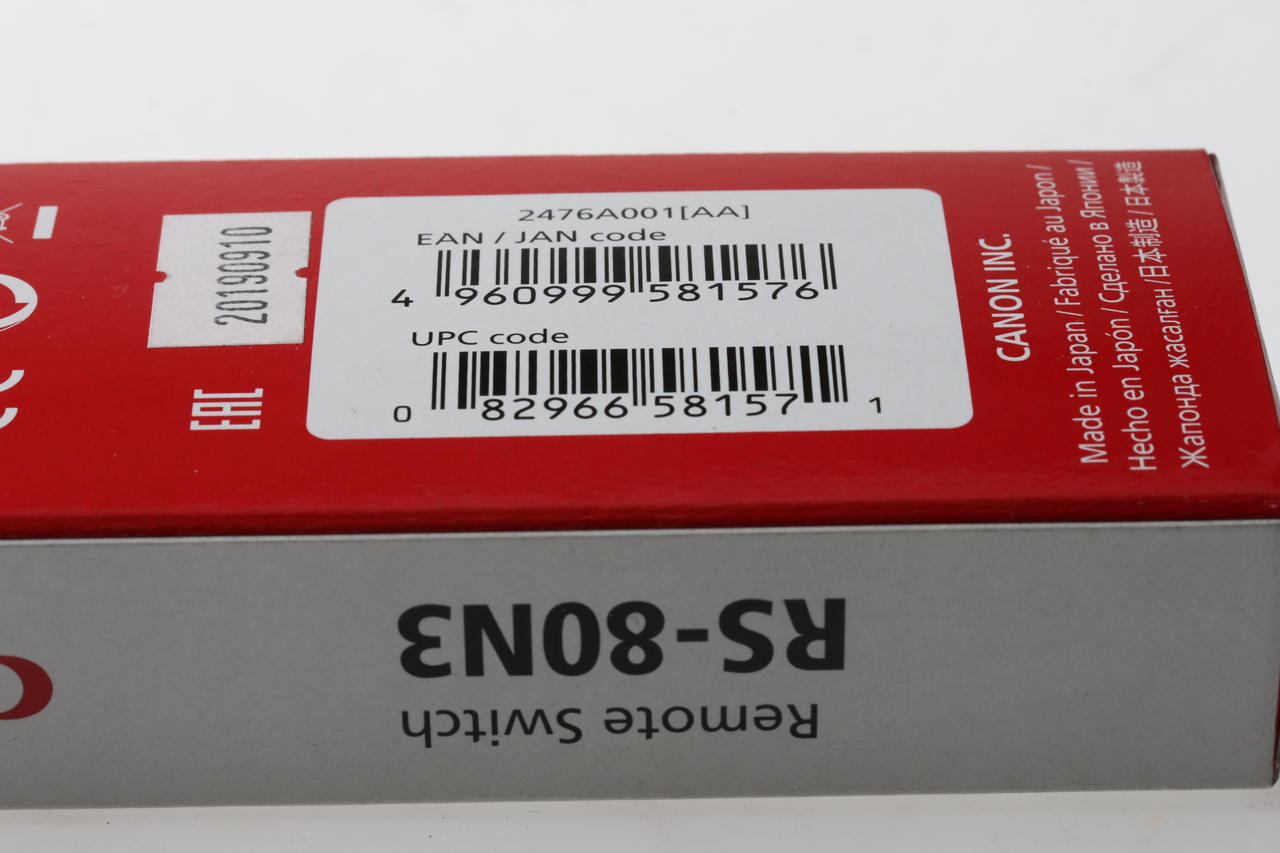 2476A001[AA]
EAN / JAN code
4 960999 581576
UPC code
0 82966 58157 1
20190910
EAC
CANON INC.
Made in Japan / Fabriqué au Japon /
Hecho en Japón / Сделано в Японии /
Жапонда жасалған / 日本制造 / 日本製造
RS-80N3
Remote Switch